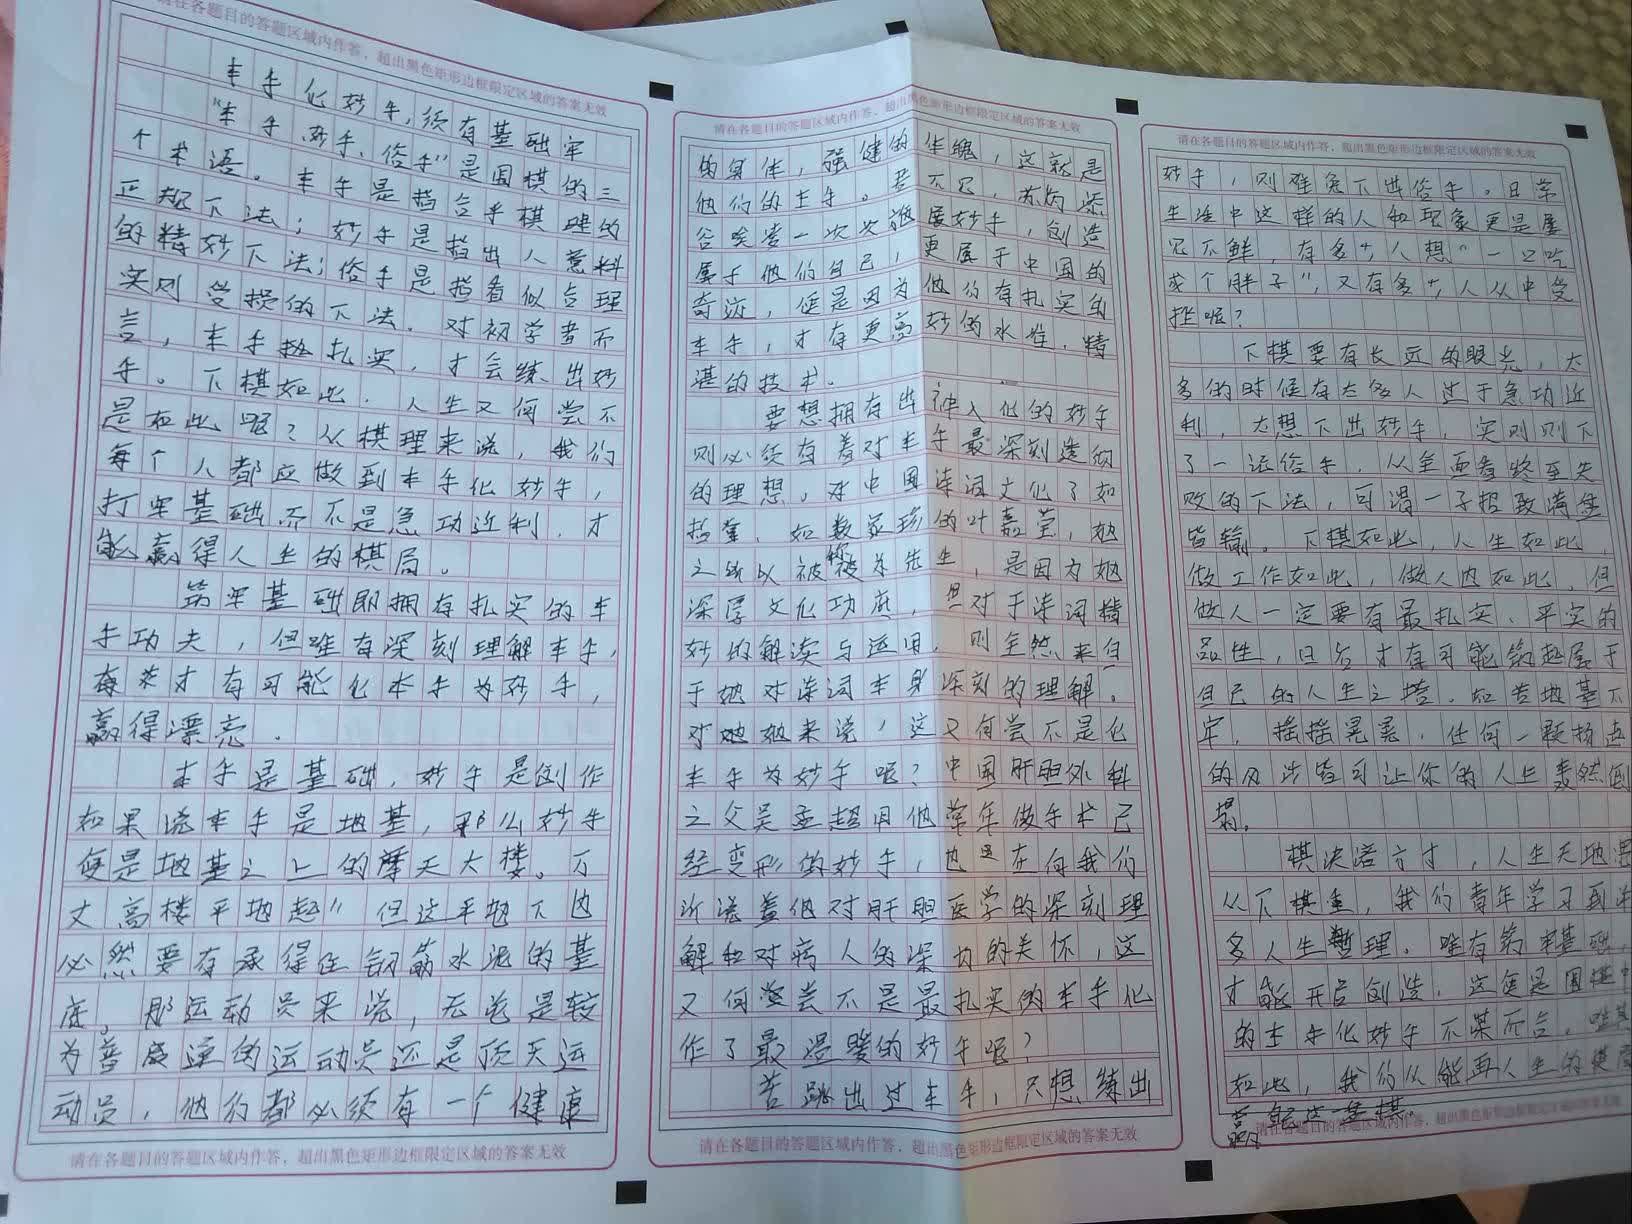 请在各题目的答题区域内作答，超出黑色矩形边框限定区域的答案无效
本手化妙手,须有基础牢
“本手、妙手、俗手”是围棋的三
个术语。本手是指合乎棋理的
正规下法；妙手是指出人意料
的精妙下法；俗手是指看似合理
实则受损的下法。对初学者而
言，本手越扎实，才会练出妙
手。下棋如此，人生又何尝不
是如此呢？从棋理来说，我们
每个人都应做到本手化妙手，
打牢基础而不是急功近利，才
能赢得人生的棋局。
筑牢基础即拥有扎实的本
手功夫，但唯有深刻理解本手，
有才有可能化本手为妙手，
赢得漂亮.
本手是基础，妙手是创作
如果说本手是地基，那么妙手
便是地基之上的摩天大楼。万
丈高楼平地起”但这平地下也
必然要有承得住钢筋水泥的基
底。那运动员来说，无论是较
为普通的运动员还是顶天运
动员，他们都必须有一个健康
请在各题目的答题区域内作答，超出黑色矩形边框限定区域的答案无效
请在各题目的答题区域内作答，超出黑色矩形边框限定区域的答案无效
的身体，强健的体魄，这就是
他们的本手。君不见，苏炳添
谷爱凌一次次施展妙手，创造
属于他们自己，更属于中国的
奇迹，便是因为他们有扎实的
本手，才有更高妙的水准，精
湛的技术。
要想拥有出神入化的妙手
则必须有着对本手最深刻透彻
的理想。对中国诗词文化了如
指掌，如数家珍的叶嘉莹，她
之所以被称为先生，是因为她
深厚文化功底，但对于诗词精
妙的解读与运用，则全然来自
于她对诗词本身深刻的理解。
对她来说，这又何尝不是化
本手为妙手呢？中国肝胆外科
之父吴孟超用他常年做手术已
经变形的妙手，也是在向我们
诉说着他对肝胆医学的深刻理
解和对病人的深切的关怀，这
又何尝不是最扎实的本手化
作了最温暖的妙手呢？
若跳出过本手，只想练出
请在各题目的答题区域内作答，超出黑色矩形边框限定区域的答案无效
请在各题目的答题区域内作答，超出黑色矩形边框限定区域的答案无效
妙手，则难免下出俗手。日常
生活中这样的人和现象更是屡
见不鲜，有多少人想“一口吃
成个胖子”，又有多少人从中受
挫呢？
下棋要有长远的眼光，大
多的时候有太多人过于急功近
利，太想下出妙手，实则则下
了一远俗手，从全面看终至失
败的下法，可谓一子招致满盘
皆输。下棋如此，人生如此，
做工作如此，做人也如此，但
做人一定要有最扎实、平实的
品性，只有才有可能筑起属于
自己的人生之塔。如若地基不
牢，摇摇晃晃，任何一颗扬起
的风沙皆可让你的人生轰然倒
塌。
棋决落方寸，人生天地
从下棋里，我们青年学习到许
多人生哲理，唯有筑牢基础，
才能开启创造，这便是围棋中
的本手化妙手不谋而合，唯其
如此，我们从能再人生的棋局
赢
请在各题目的答题区域内作答，超出黑色矩形边框限定区域的答案无效